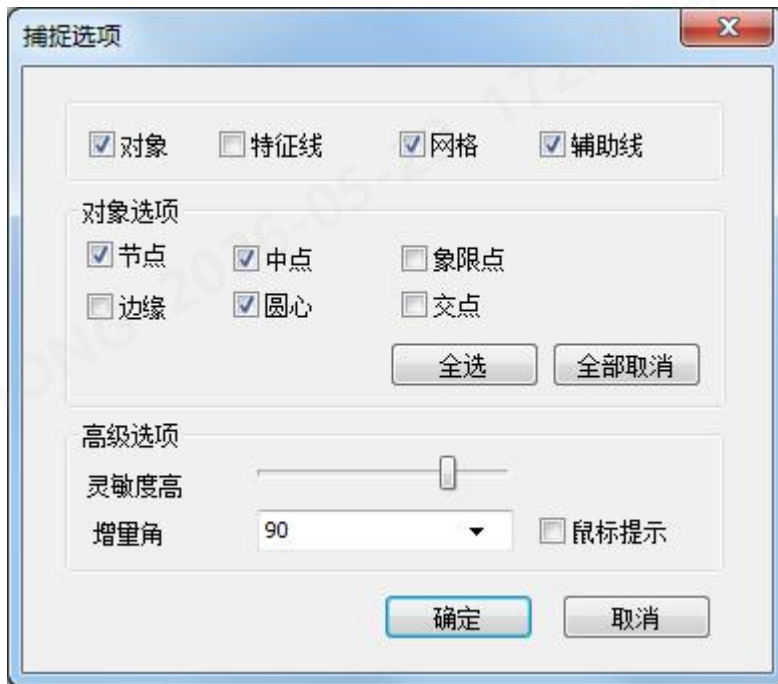 捕捉选项
对象 特征线 网格 辅助线
对象选项
节点 中点 象限点
边缘 圆心 交点
全选 全部取消
高级选项
灵敏度高
增量角 90 鼠标提示
确定 取消